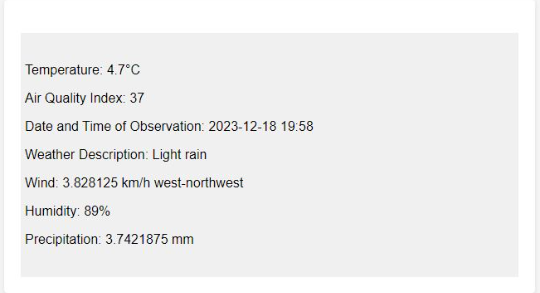 Temperature: 4.7°C
Air Quality Index: 37
Date and Time of Observation: 2023-12-18 19:58
Weather Description: Light rain
Wind: 3.828125 km/h west-northwest
Humidity: 89%
Precipitation: 3.7421875 mm